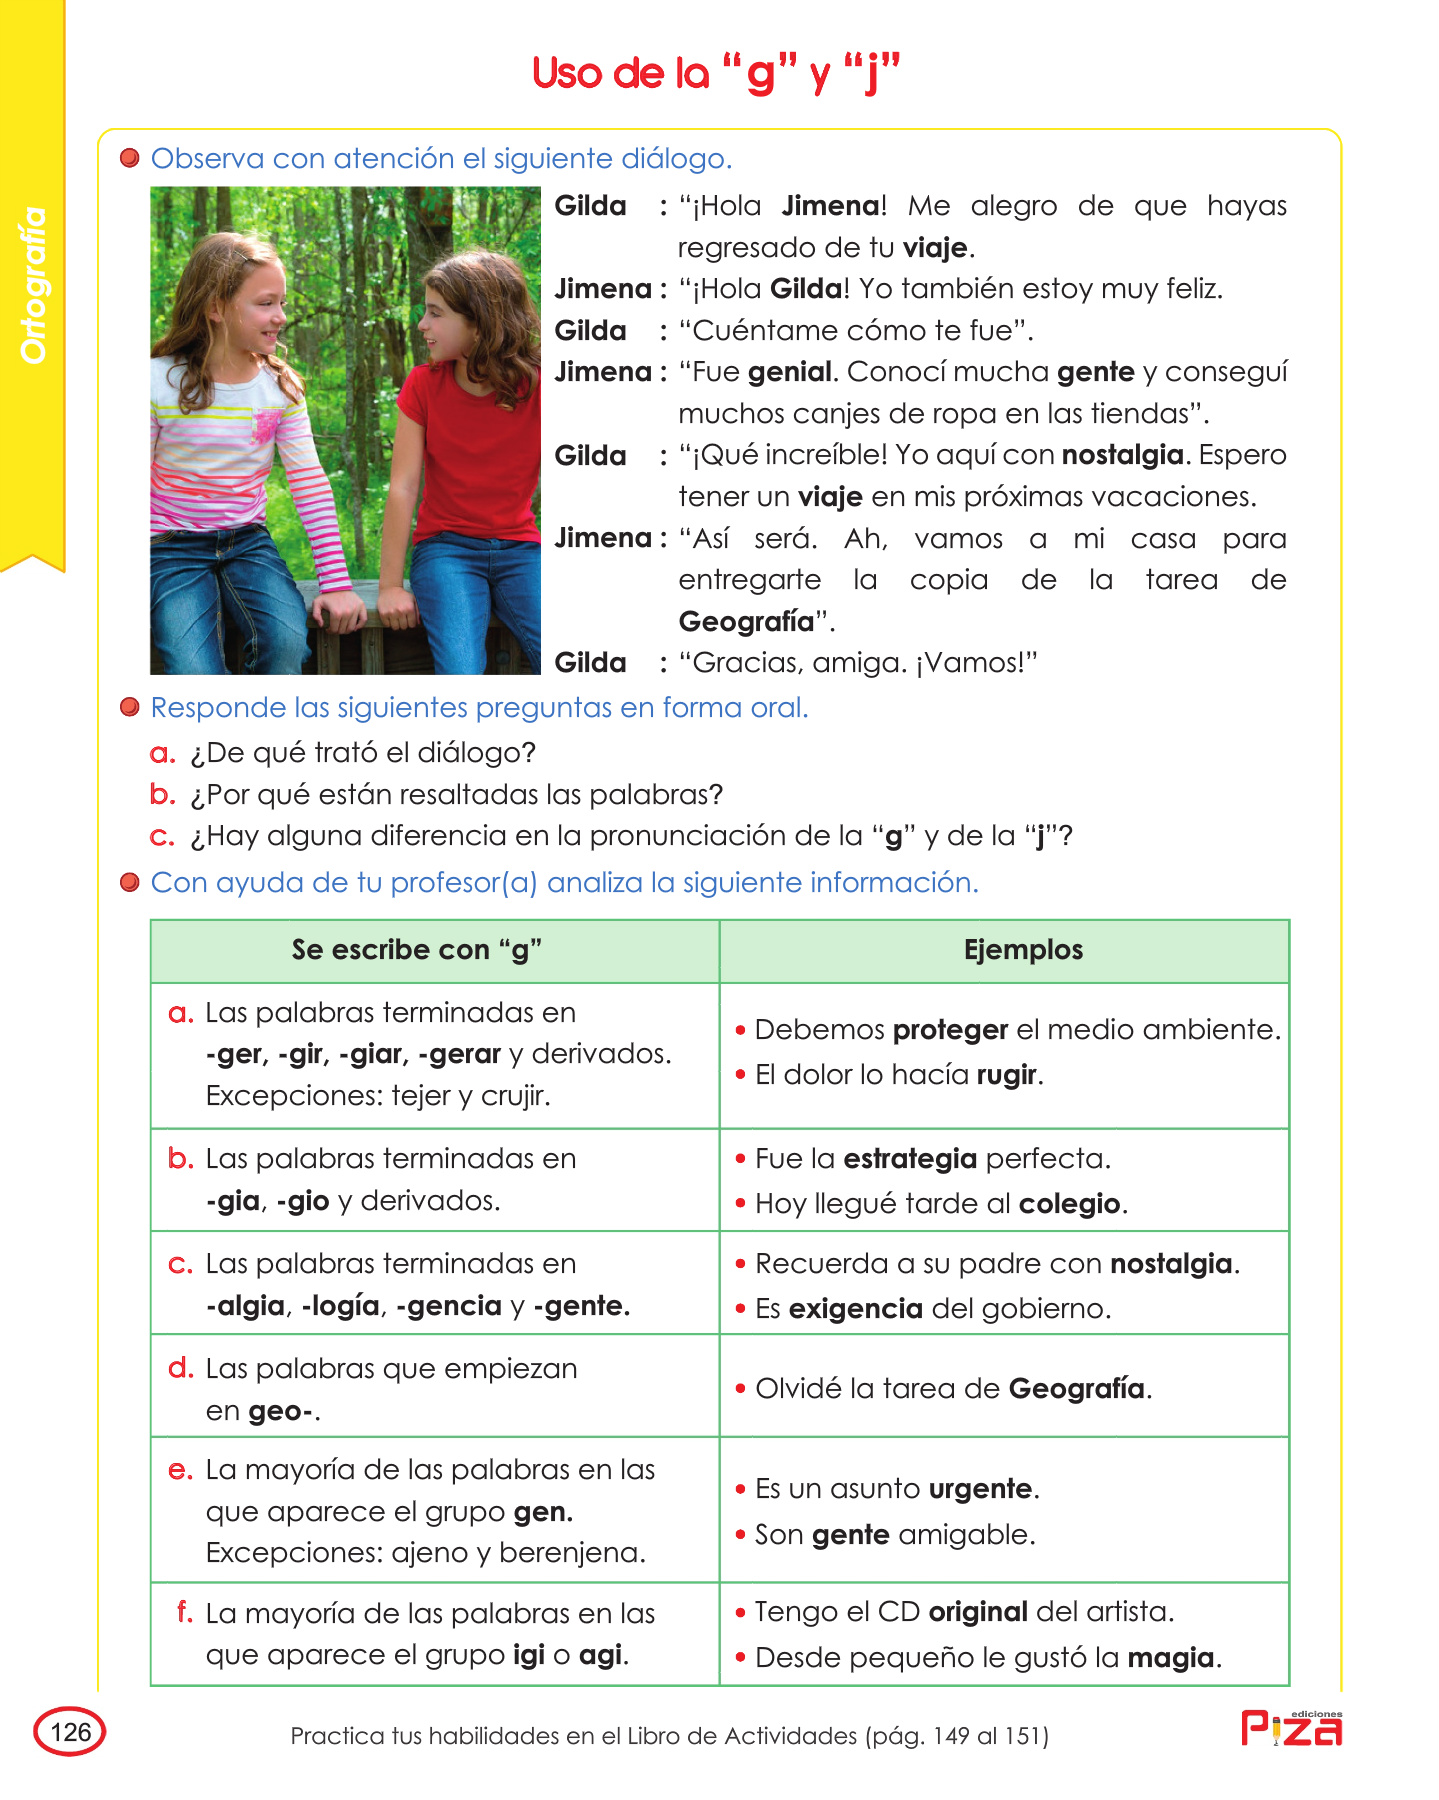 Uso de la “g” y “j”
Ortografía
Observa con atención el siguiente diálogo.
Gilda : “¡Hola Jimena! Me alegro de que hayas
regresado de tu viaje.
Jimena : “¡Hola Gilda! Yo también estoy muy feliz.
Gilda : “Cuéntame cómo te fue”.
Jimena : “Fue genial. Conocí mucha gente y conseguí
muchos canjes de ropa en las tiendas”.
Gilda : “¡Qué increíble! Yo aquí con nostalgia. Espero
tener un viaje en mis próximas vacaciones.
Jimena : “Así será. Ah, vamos a mi casa para
entregarte la copia de la tarea de
Geografía”.
Gilda : “Gracias, amiga. ¡Vamos!”
Responde las siguientes preguntas en forma oral.
a. ¿De qué trató el diálogo?
b. ¿Por qué están resaltadas las palabras?
c. ¿Hay alguna diferencia en la pronunciación de la “g” y de la “j”?
Con ayuda de tu profesor(a) analiza la siguiente información.
Se escribe con “g”
Ejemplos
a. Las palabras terminadas en
-ger, -gir, -giar, -gerar y derivados.
Excepciones: tejer y crujir.
• Debemos proteger el medio ambiente.
• El dolor lo hacía rugir.
b. Las palabras terminadas en
-gia, -gio y derivados.
• Fue la estrategia perfecta.
• Hoy llegué tarde al colegio.
c. Las palabras terminadas en
-algia, -logía, -gencia y -gente.
• Recuerda a su padre con nostalgia.
• Es exigencia del gobierno.
d. Las palabras que empiezan
en geo-.
• Olvidé la tarea de Geografía.
e. La mayoría de las palabras en las
que aparece el grupo gen.
Excepciones: ajeno y berenjena.
• Es un asunto urgente.
• Son gente amigable.
f. La mayoría de las palabras en las
que aparece el grupo igi o agi.
• Tengo el CD original del artista.
• Desde pequeño le gustó la magia.
126
Practica tus habilidades en el Libro de Actividades (pág. 149 al 151)
ediciones
Piza